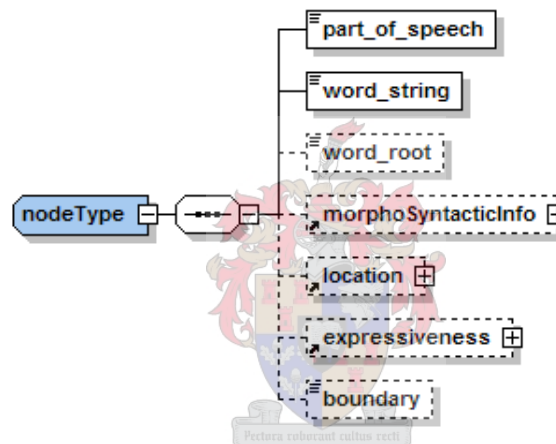 part_of_speech
word_string
word_root
nodeType
morphoSyntacticInfo
location
expressiveness
boundary
Pectora roborant cultus recti